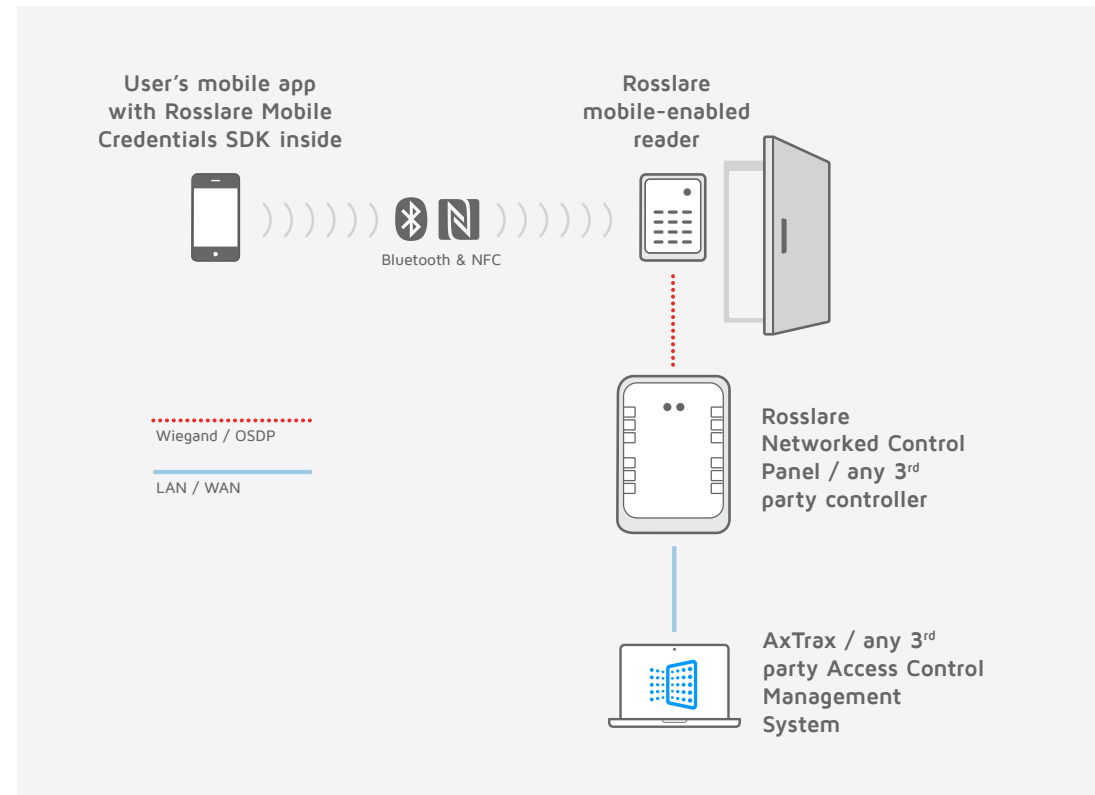 User's mobile app
with Rosslare Mobile
Credentials SDK inside
Rosslare
mobile-enabled
reader
Bluetooth & NFC
Wiegand / OSDP
LAN / WAN
Rosslare
Networked Control
Panel / any 3rd
party controller
AxTrax / any 3rd
party Access Control
Management
System